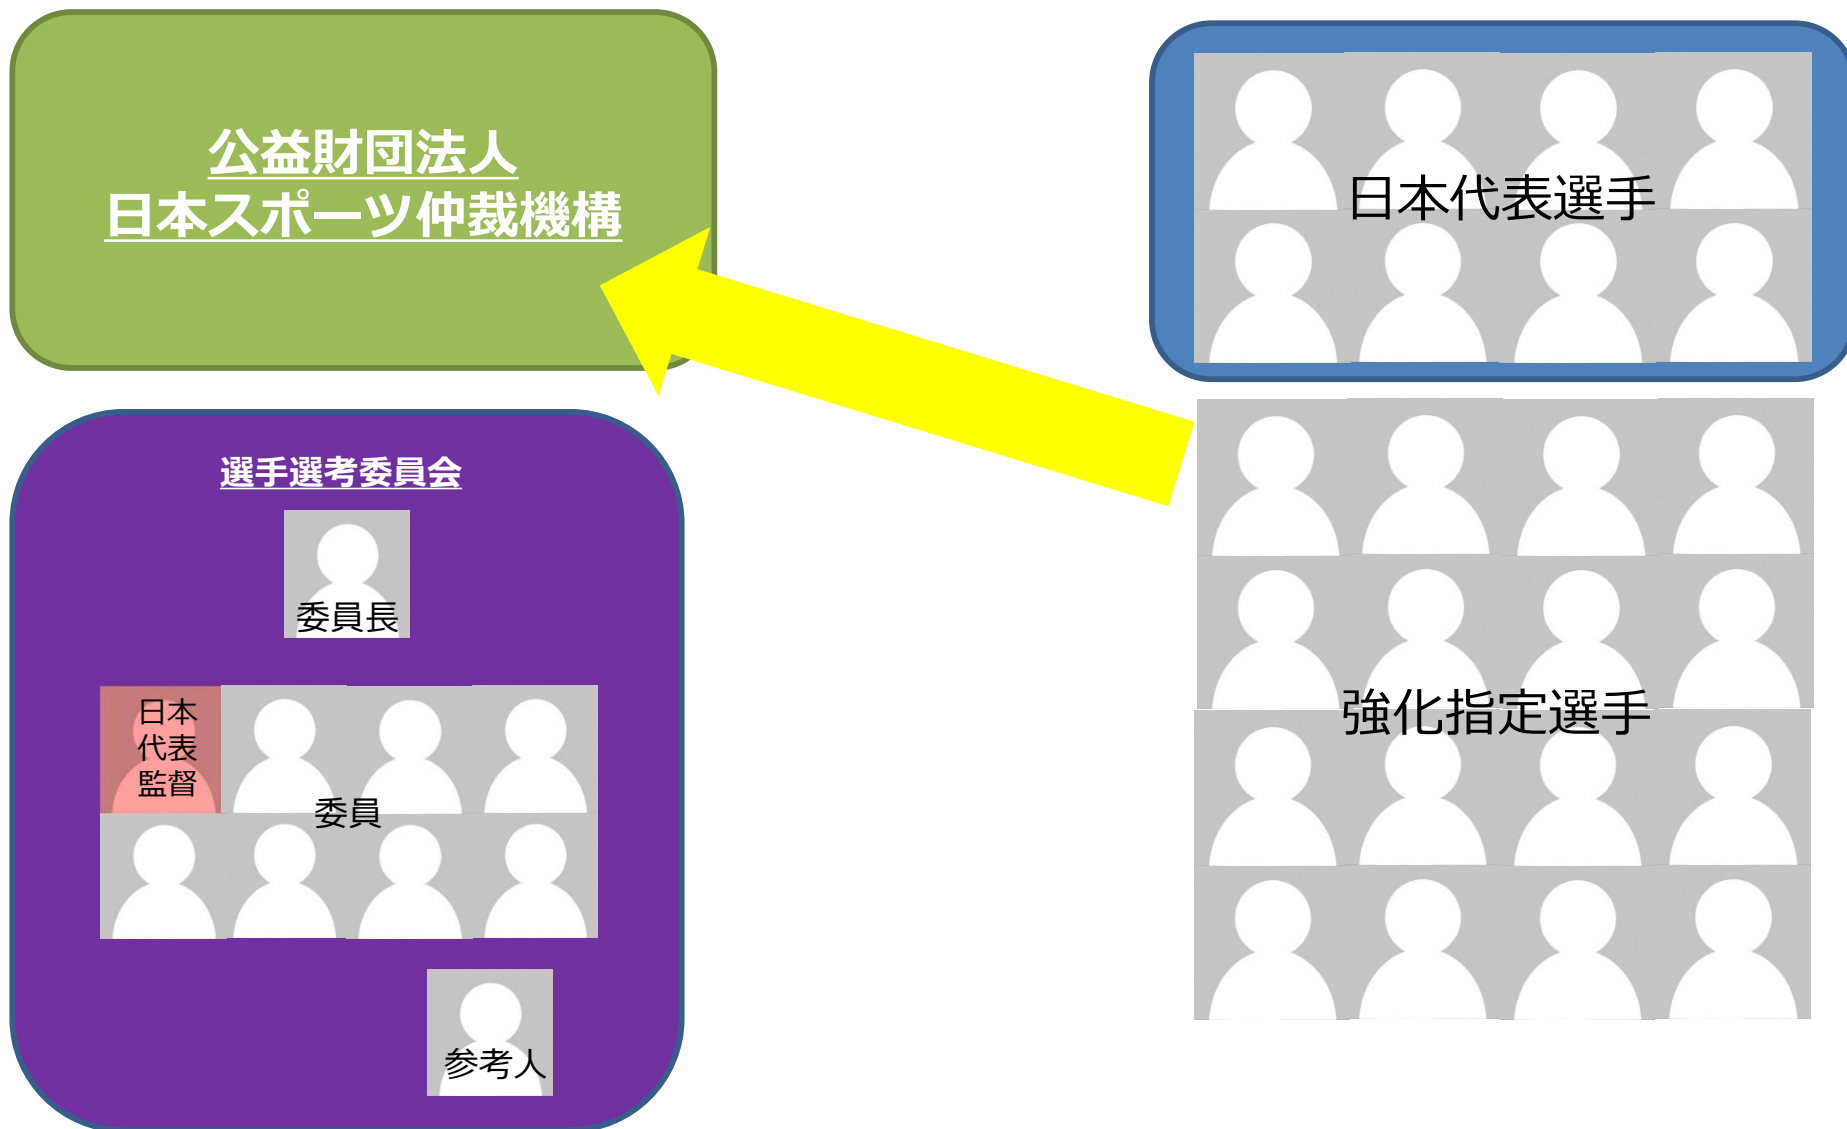 公益財団法人
日本スポーツ仲裁機構
日本代表選手
選手選考委員会
委員長
日本
代表
監督
委員
参考人
強化指定選手